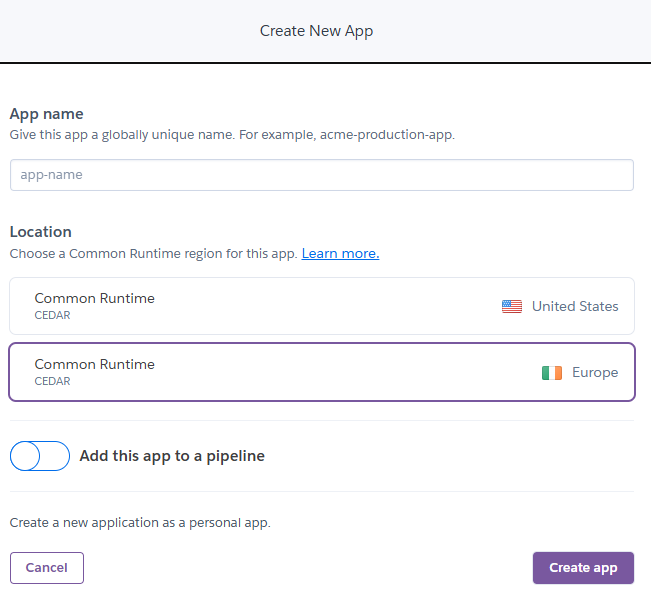 Create New App
App name
Give this app a globally unique name. For example, acme-production-app.
app-name
Location
Choose a Common Runtime region for this app. Learn more.
Common Runtime
CEDAR
United States
Common Runtime
CEDAR
Europe
Add this app to a pipeline
Create a new application as a personal app.
Cancel
Create app